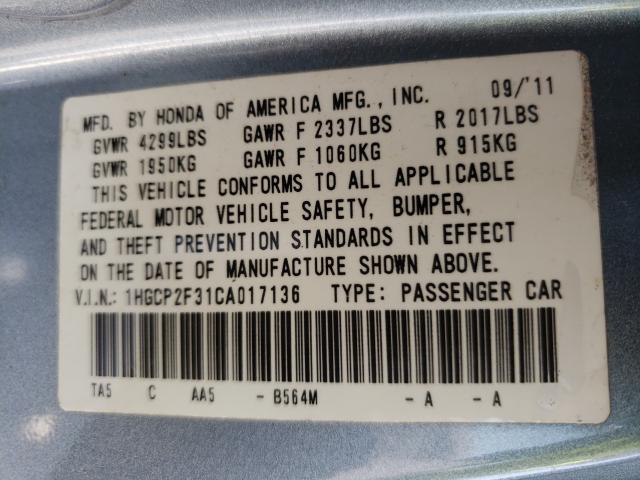 MFD. BY HONDA OF AMERICA MFG., INC. 09/'11
GVWR 4299LBS GAWR F 2337LBS R 2017LBS
GVWR 1950KG GAWR F 1060KG R 915KG
THIS VEHICLE CONFORMS TO ALL APPLICABLE
FEDERAL MOTOR VEHICLE SAFETY, BUMPER,
AND THEFT PREVENTION STANDARDS IN EFFECT
ON THE DATE OF MANUFACTURE SHOWN ABOVE.
V.I.N.: 1HGCP2F31CA017136 TYPE: PASSENGER CAR
TA5 C AA5 - B564M - A - A